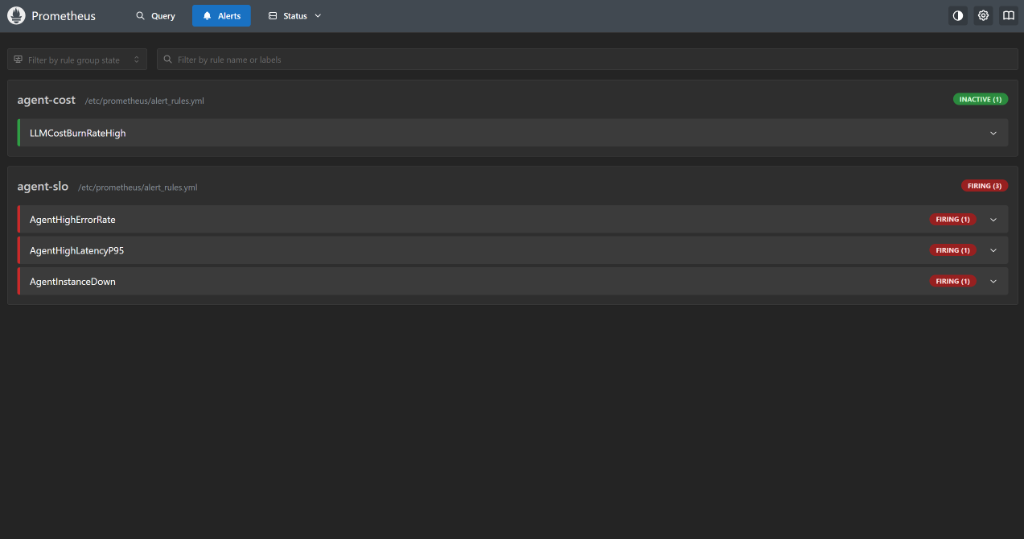 Prometheus Query Alerts Status
Filter by rule group state Filter by rule name or labels
agent-cost /etc/prometheus/alert_rules.yml INACTIVE (1)
LLMCostBurnRateHigh
agent-slo /etc/prometheus/alert_rules.yml FIRING (3)
AgentHighErrorRate FIRING (1)
AgentHighLatencyP95 FIRING (1)
AgentInstanceDown FIRING (1)